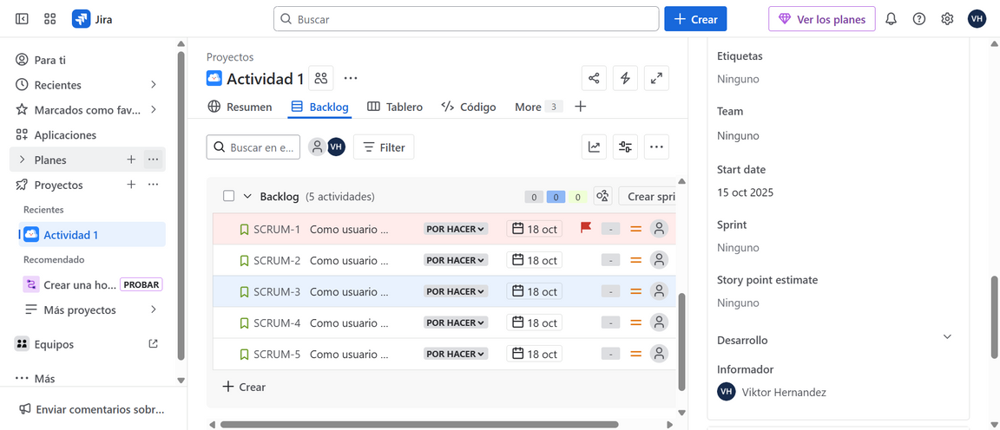 Jira
Buscar
Crear
Ver los planes
VH
Para ti
Recientes
Marcados como fav...
Aplicaciones
Planes
Proyectos
Recientes
Actividad 1
Recomendado
Crear una ho... PROBAR
Más proyectos
Equipos
Más
Enviar comentarios sobr...
Proyectos
Actividad 1
Resumen Backlog Tablero Código More 3
Buscar en e... VH Filter
Backlog (5 actividades) 0 0 0 Crear spri
SCRUM-1 Como usuario ... POR HACER 18 oct -
SCRUM-2 Como usuario ... POR HACER 18 oct -
SCRUM-3 Como usuario ... POR HACER 18 oct -
SCRUM-4 Como usuario ... POR HACER 18 oct -
SCRUM-5 Como usuario ... POR HACER 18 oct -
Crear
Etiquetas
Ninguno
Team
Ninguno
Start date
15 oct 2025
Sprint
Ninguno
Story point estimate
Ninguno
Desarrollo
Informador
VH Viktor Hernandez